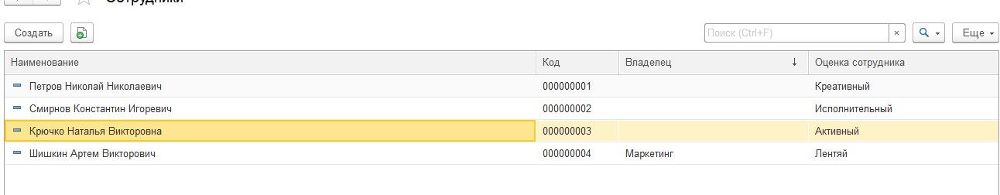 Сотрудники
Создать Поиск (Ctrl+F) × Еще
Наименование Код Владелец ↓ Оценка сотрудника
Петров Николай Николаевич 000000001 Креативный
Смирнов Константин Игоревич 000000002 Исполнительный
Крючко Наталья Викторовна 000000003 Активный
Шишкин Артем Викторович 000000004 Маркетинг Лентяй